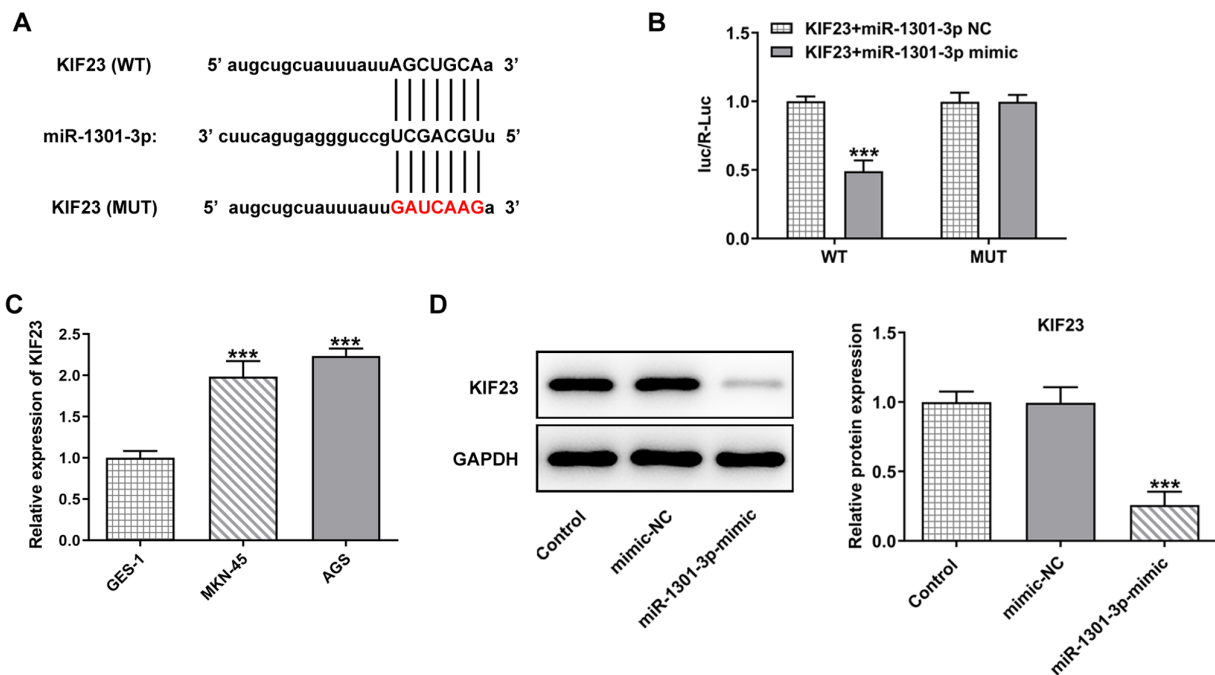 A
KIF23 (WT) 5’ augcugcuauuuauuAGCUGCAa 3’
miR-1301-3p: 3’ cuucagugagggguccgUCGACGUu 5’
KIF23 (MUT) 5’ augcugcuauuuauuGAUCAAGa 3’
B
KIF23+miR-1301-3p NC
KIF23+miR-1301-3p mimic
luc/R-Luc
1.5
1.0
0.5
0.0
***
WT
MUT
C
Relative expression of KIF23
2.5
2.0
1.5
1.0
0.5
0.0
***
***
GES-1
MKN-45
AGS
D
KIF23
GAPDH
Control
mimic-NC
miR-1301-3p-mimic
KIF23
Relative protein expression
1.5
1.0
0.5
0.0
***
Control
mimic-NC
miR-1301-3p-mimic